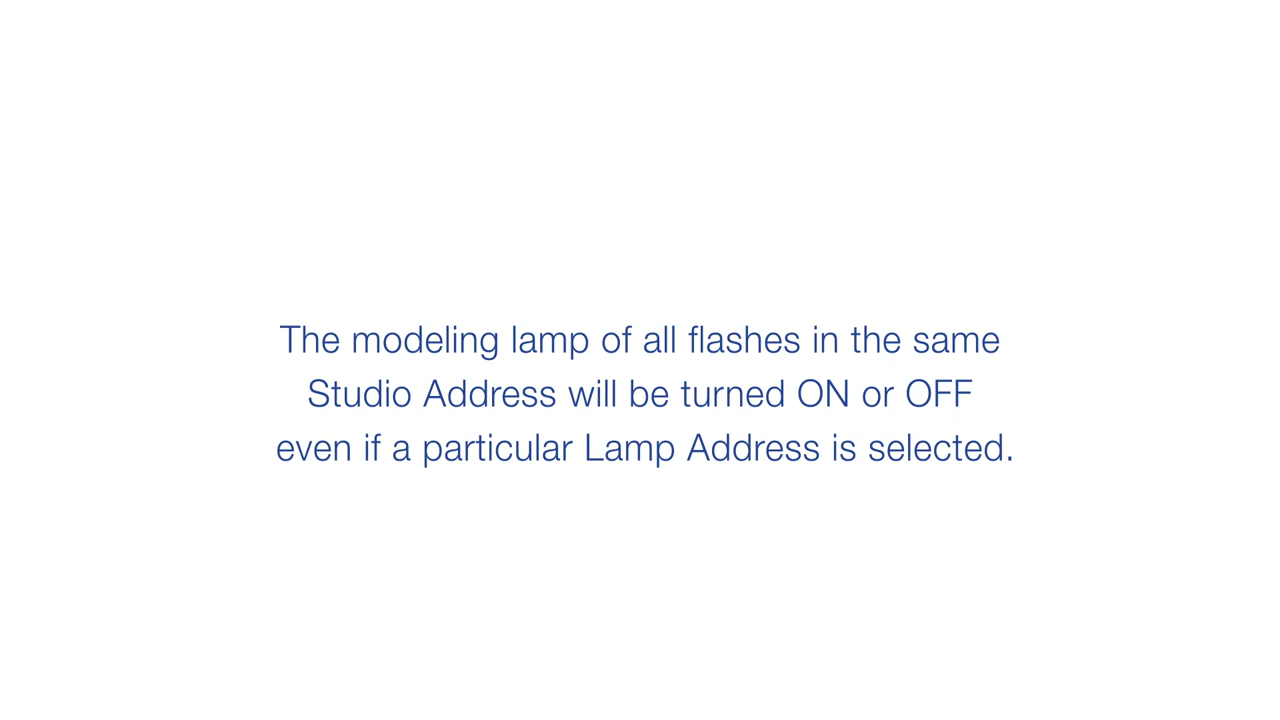 The modeling lamp of all flashes in the same
Studio Address will be turned ON or OFF
even if a particular Lamp Address is selected.